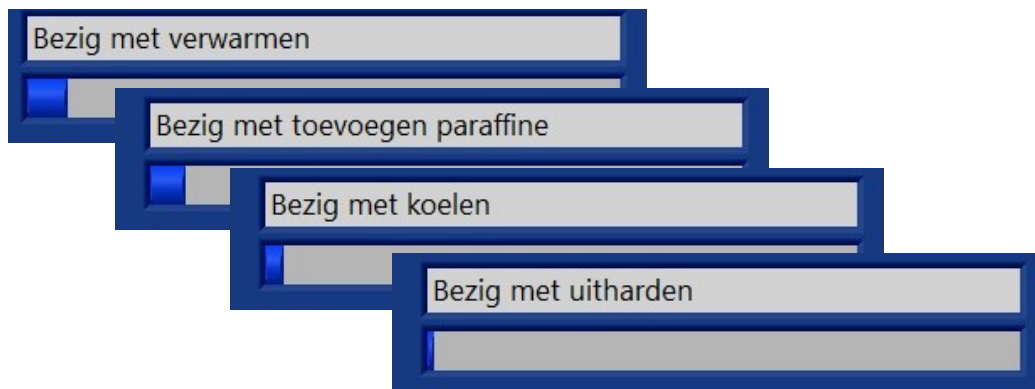 Bezig met verwarmen
Bezig met toevoegen paraffine
Bezig met koelen
Bezig met uitharden